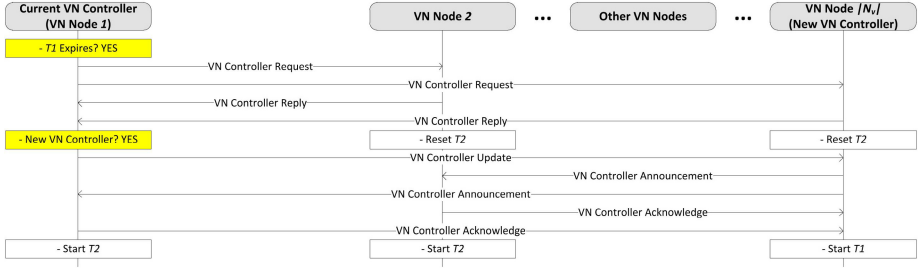 Current VN Controller
(VN Node 1)
VN Node 2
...
Other VN Nodes
...
VN Node |Nv|
(New VN Controller)
- T1 Expires? YES
VN Controller Request
VN Controller Request
VN Controller Reply
VN Controller Reply
- New VN Controller? YES
- Reset T2
- Reset T2
VN Controller Update
VN Controller Announcement
VN Controller Announcement
VN Controller Acknowledge
VN Controller Acknowledge
- Start T2
- Start T2
- Start T1